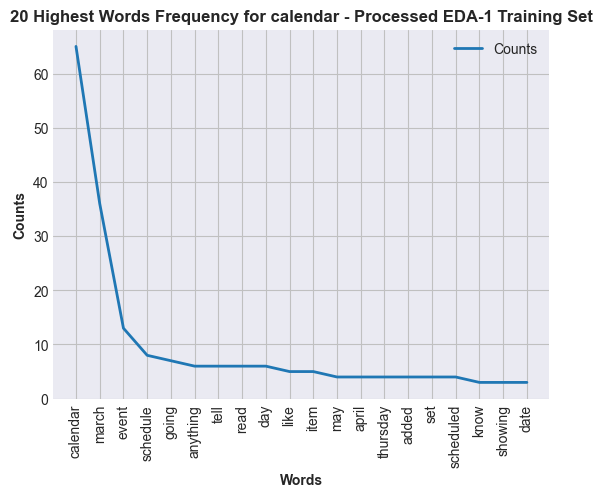 20 Highest Words Frequency for calendar - Processed EDA-1 Training Set
Counts
60
50
40
30
20
10
0
Counts
calendar
march
event
schedule
going
anything
tell
read
day
like
item
may
april
thursday
added
set
scheduled
know
showing
date
Words